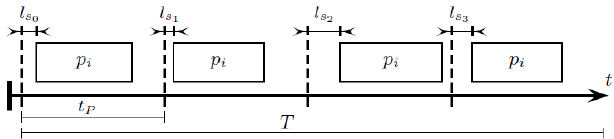 l_{s_0} l_{s_1} l_{s_2} l_{s_3}
p_i p_i p_i p_i
t
t_P
T